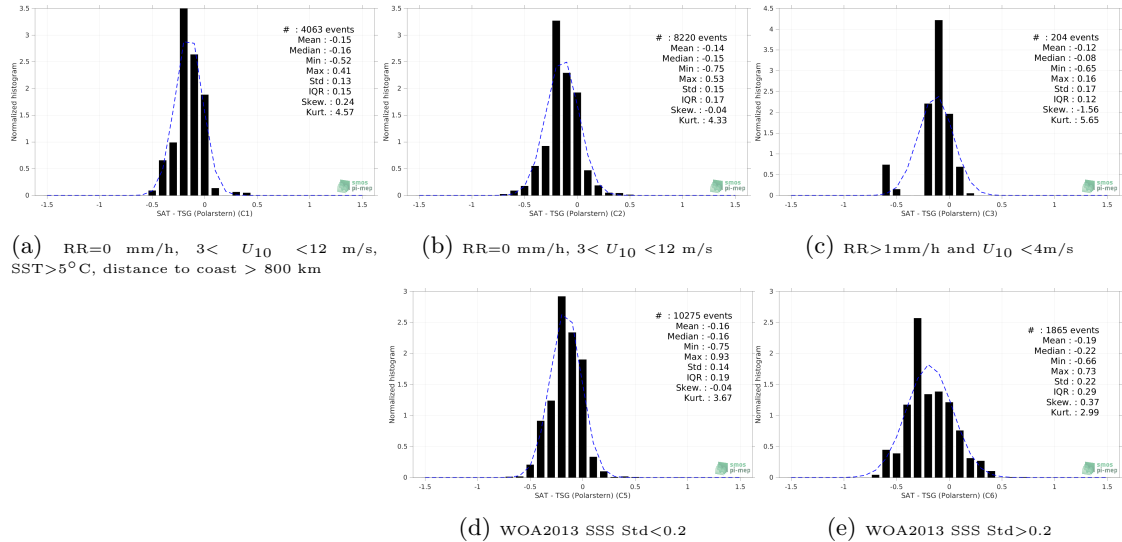 Normalized histogram
3.5
3
2.5
2
1.5
1
0.5
0
-1.5 -1 -0.5 0 0.5 1 1.5
# : 4063 events
Mean : -0.15
Median : -0.16
Min : -0.52
Max : 0.41
Std : 0.13
IQR : 0.15
Skew. : 0.24
Kurt. : 4.57
smos
pi-mep
SAT - TSG (Polarstern) (C1)
(a) RR=0 mm/h, 3< U10 <12 m/s,
SST>5°C, distance to coast > 800 km
Normalized histogram
3.5
3
2.5
2
1.5
1
0.5
0
-1.5 -1 -0.5 0 0.5 1 1.5
# : 8220 events
Mean : -0.14
Median : -0.15
Min : -0.75
Max : 0.53
Std : 0.15
IQR : 0.17
Skew. : -0.04
Kurt. : 4.33
smos
pi-mep
SAT - TSG (Polarstern) (C2)
(b) RR=0 mm/h, 3< U10 <12 m/s
Normalized histogram
4.5
4
3.5
3
2.5
2
1.5
1
0.5
0
-1.5 -1 -0.5 0 0.5 1 1.5
# : 204 events
Mean : -0.12
Median : -0.08
Min : -0.65
Max : 0.16
Std : 0.17
IQR : 0.12
Skew. : -1.56
Kurt. : 5.65
smos
pi-mep
SAT - TSG (Polarstern) (C3)
(c) RR>1mm/h and U10 <4m/s
Normalized histogram
3
2.5
2
1.5
1
0.5
0
-1.5 -1 -0.5 0 0.5 1 1.5
# : 10275 events
Mean : -0.16
Median : -0.16
Min : -0.75
Max : 0.93
Std : 0.14
IQR : 0.19
Skew. : -0.04
Kurt. : 3.67
smos
pi-mep
SAT - TSG (Polarstern) (C5)
(d) WOA2013 SSS Std<0.2
Normalized histogram
3
2.5
2
1.5
1
0.5
0
-1.5 -1 -0.5 0 0.5 1 1.5
# : 1865 events
Mean : -0.19
Median : -0.22
Min : -0.66
Max : 0.73
Std : 0.22
IQR : 0.29
Skew. : 0.37
Kurt. : 2.99
smos
pi-mep
SAT - TSG (Polarstern) (C6)
(e) WOA2013 SSS Std>0.2